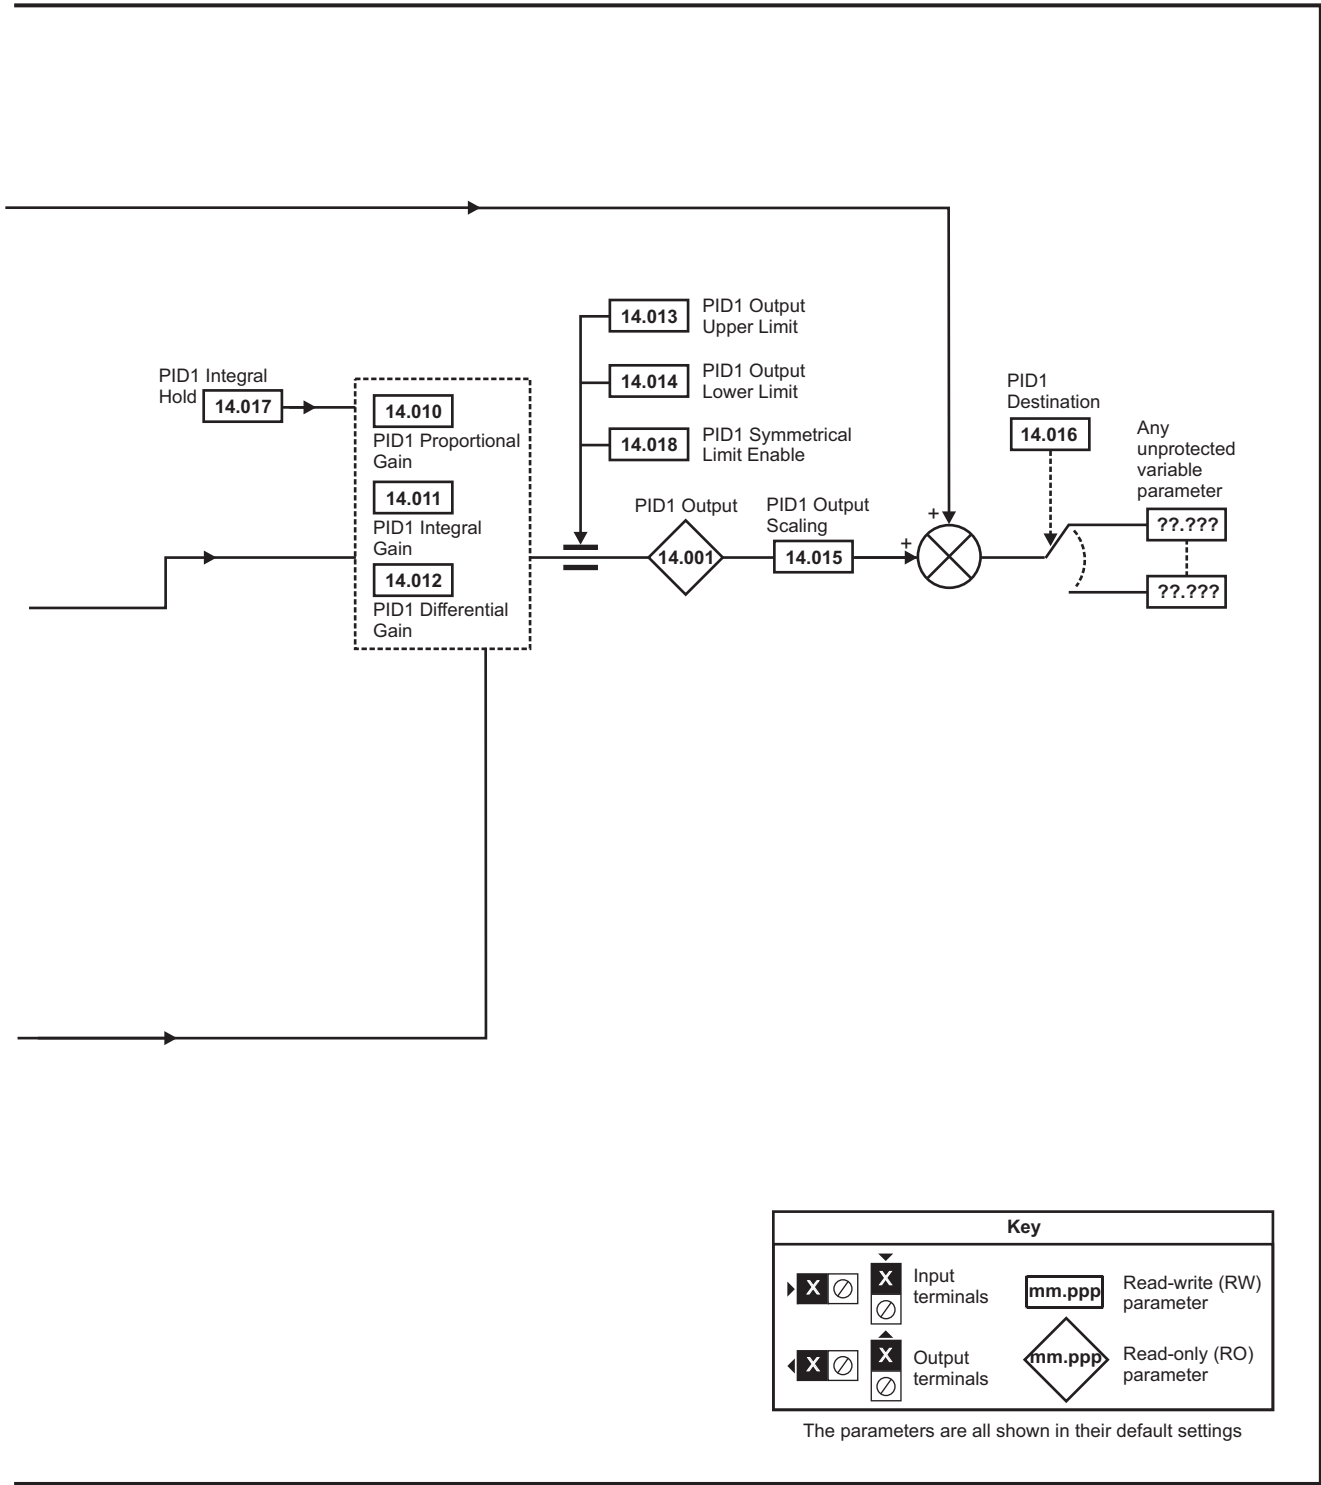 PID1 Integral
Hold
14.017
14.010
PID1 Proportional
Gain
14.011
PID1 Integral
Gain
14.012
PID1 Differential
Gain
14.013
PID1 Output
Upper Limit
14.014
PID1 Output
Lower Limit
14.018
PID1 Symmetrical
Limit Enable
PID1 Output
14.001
PID1 Output
Scaling
14.015
+
+
PID1
Destination
14.016
Any
unprotected
variable
parameter
??.???
??.???
Key
X
X
Input
terminals
mm.ppp
Read-write (RW)
parameter
X
X
Output
terminals
mm.ppp
Read-only (RO)
parameter
The parameters are all shown in their default settings